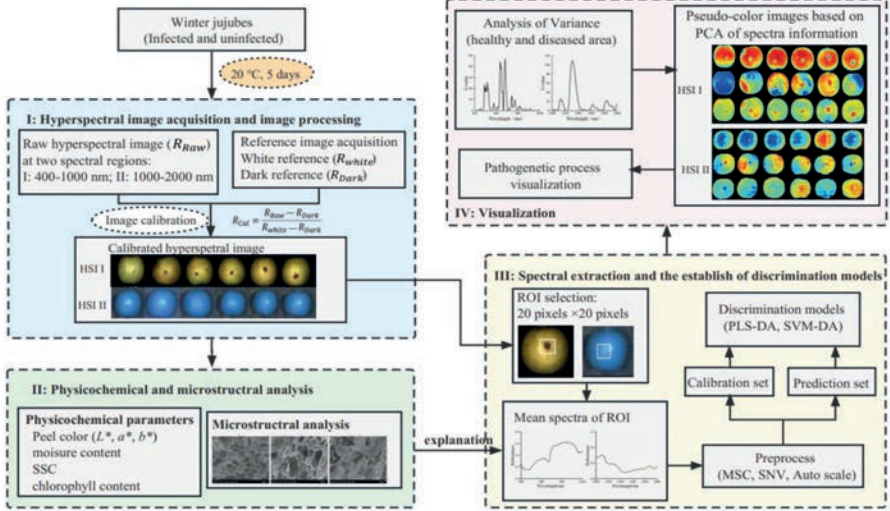 Winter jujubes
(Infected and uninfected)
20 °C, 5 days
I: Hyperspectral image acquisition and image processing
Raw hyperspectral image (R_Raw)
at two spectral regions:
I: 400-1000 nm; II: 1000-2000 nm
Reference image acquisition
White reference (R_white)
Dark reference (R_Dark)
Image calibration
R_Cal = (R_Raw − R_Dark) / (R_white − R_Dark)
Calibrated hyperspectral image
HSI I
HSI II
II: Physicochemical and microstructral analysis
Physicochemical parameters
Peel color (L*, a*, b*)
moisure content
SSC
chlorophyll content
Microstructral analysis
explanation
III: Spectral extraction and the establish of discrimination models
ROI selection:
20 pixels ×20 pixels
Mean spectra of ROI
Discrimination models
(PLS-DA, SVM-DA)
Calibration set
Prediction set
Preprocess
(MSC, SNV, Auto scale)
Analysis of Variance
(healthy and diseased area)
Pathogenetic process
visualization
IV: Visualization
Pseudo-color images based on
PCA of spectra information
HSI I
HSI II